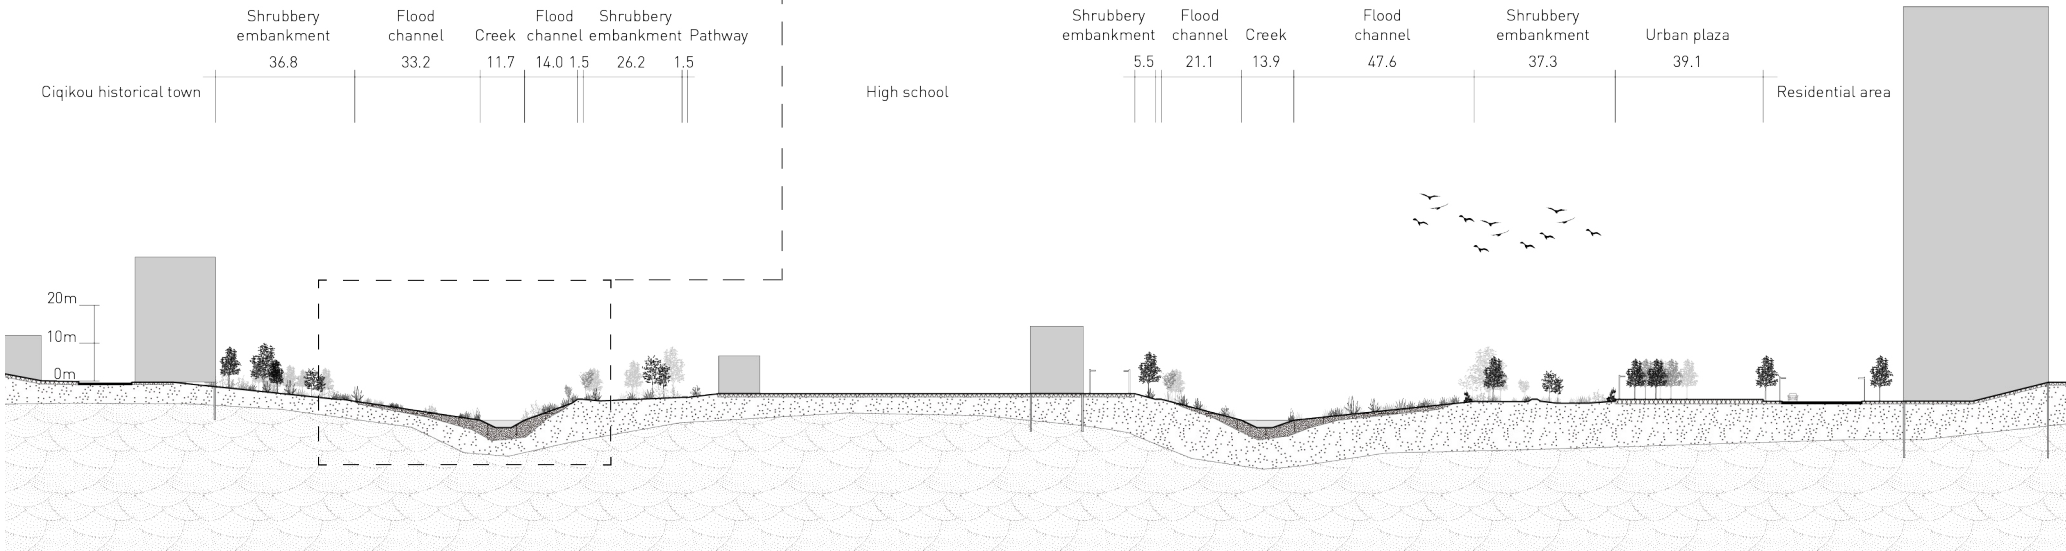 Shrubbery
embankment
36.8
Flood
channel
33.2
Creek
11.7
Flood
channel
14.0
1.5
Shrubbery
embankment
26.2
Pathway
1.5
Ciqikou historical town
High school
Shrubbery
embankment
5.5
Flood
channel
21.1
Creek
13.9
Flood
channel
47.6
Shrubbery
embankment
37.3
Urban plaza
39.1
Residential area
20m
10m
0m